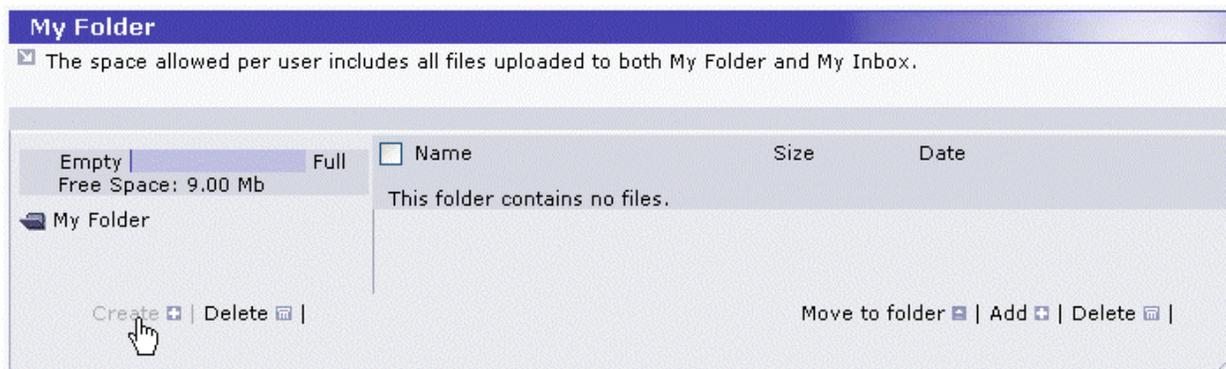 My Folder
The space allowed per user includes all files uploaded to both My Folder and My Inbox.
Empty Full
Free Space: 9.00 Mb
My Folder
Create | Delete |
Name Size Date
This folder contains no files.
Move to folder | Add | Delete |